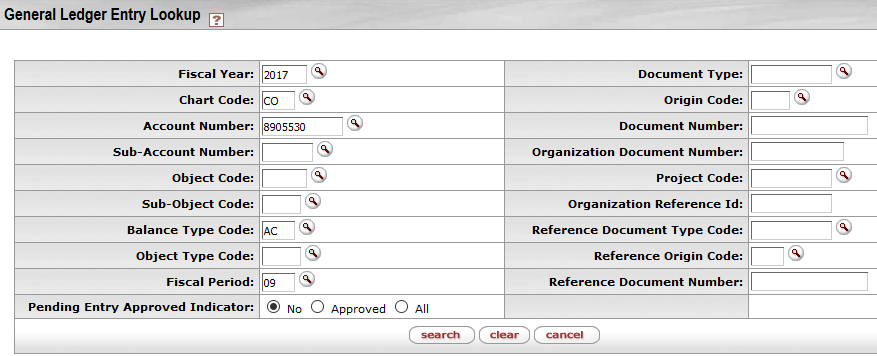 General Ledger Entry Lookup ?
Fiscal Year: 2017 Document Type:
Chart Code: CO Origin Code:
Account Number: 8905530 Document Number:
Sub-Account Number: Organization Document Number:
Object Code: Project Code:
Sub-Object Code: Organization Reference Id:
Balance Type Code: AC Reference Document Type Code:
Object Type Code: Reference Origin Code:
Fiscal Period: 09 Reference Document Number:
Pending Entry Approved Indicator: No Approved All
search clear cancel